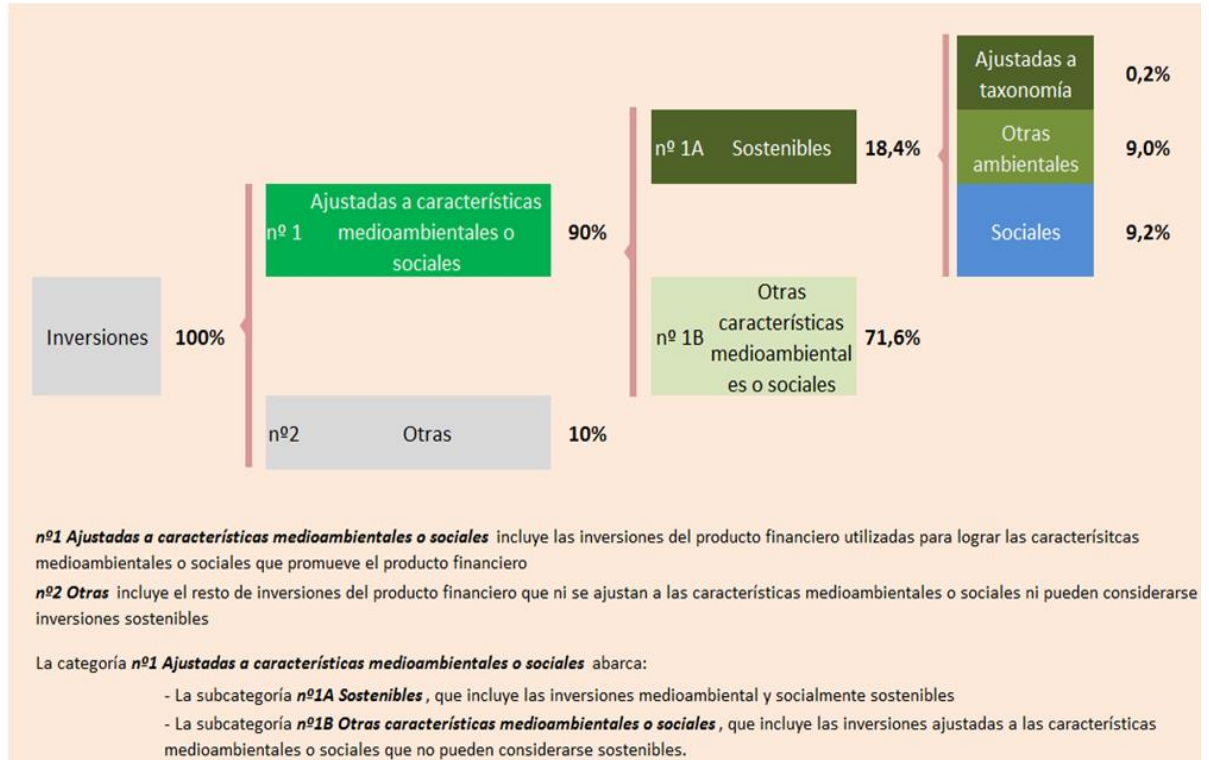 Ajustadas a
taxonomía
0,2%
nº 1A
Sostenibles
18,4%
Otras
ambientales
9,0%
nº 1
Ajustadas a características
medioambientales o
sociales
90%
Sociales
9,2%
Inversiones
100%
nº 1B
Otras
características
medioambiental
es o sociales
71,6%
nº2
Otras
10%
nº1 Ajustadas a características medioambientales o sociales incluye las inversiones del producto financiero utilizadas para lograr las caracterísitcas
medioambientales o sociales que promueve el producto financiero
nº2 Otras incluye el resto de inversiones del producto financiero que ni se ajustan a las características medioambientales o sociales ni pueden considerarse
inversiones sostenibles
La categoría nº1 Ajustadas a características medioambientales o sociales abarca:
- La subcategoría nº1A Sostenibles, que incluye las inversiones medioambiental y socialmente sostenibles
- La subcategoría nº1B Otras características medioambientales o sociales, que incluye las inversiones ajustadas a las características
medioambientales o sociales que no pueden considerarse sostenibles.